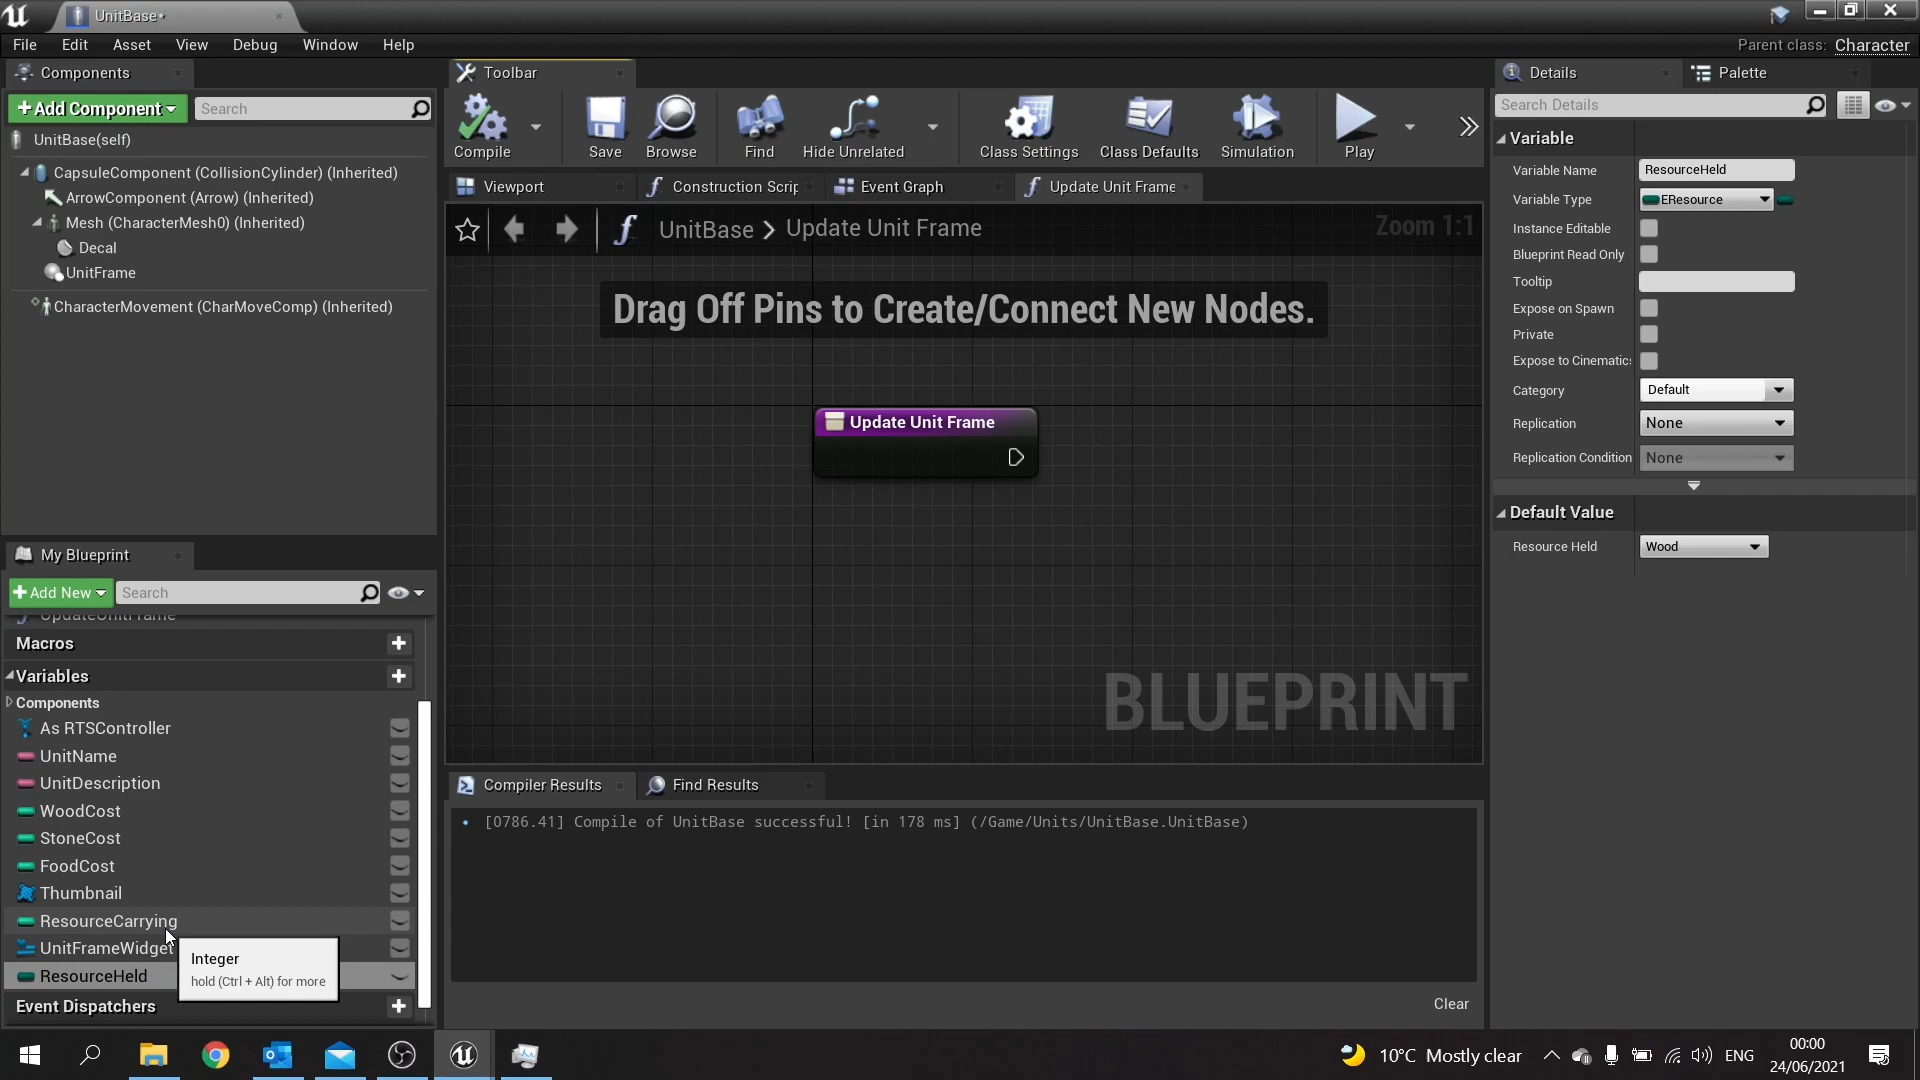 UnitBase*
File Edit Asset View Debug Window Help
Parent class: Character
Components
+Add Component
Search
UnitBase(self)
CapsuleComponent (CollisionCylinder) (Inherited)
ArrowComponent (Arrow) (Inherited)
Mesh (CharacterMesh0) (Inherited)
Decal
UnitFrame
CharacterMovement (CharMoveComp) (Inherited)
My Blueprint
+Add New
Search
UpdateUnitFrame
Macros
Variables
Components
As RTSController
UnitName
UnitDescription
WoodCost
StoneCost
FoodCost
Thumbnail
ResourceCarrying
UnitFrameWidget
ResourceHeld
Integer
hold (Ctrl + Alt) for more
Event Dispatchers
Toolbar
Compile Save Browse Find Hide Unrelated Class Settings Class Defaults Simulation Play
Viewport Construction Scrip Event Graph Update Unit Frame
UnitBase > Update Unit Frame
Zoom 1:1
Drag Off Pins to Create/Connect New Nodes.
Update Unit Frame
BLUEPRINT
Compiler Results Find Results
[0786.41] Compile of UnitBase successful! [in 178 ms] (/Game/Units/UnitBase.UnitBase)
Clear
Details Palette
Search Details
Variable
Variable Name ResourceHeld
Variable Type EResource
Instance Editable
Blueprint Read Only
Tooltip
Expose on Spawn
Private
Expose to Cinematic:
Category Default
Replication None
Replication Condition None
Default Value
Resource Held Wood
10°C Mostly clear
ENG
00:00
24/06/2021